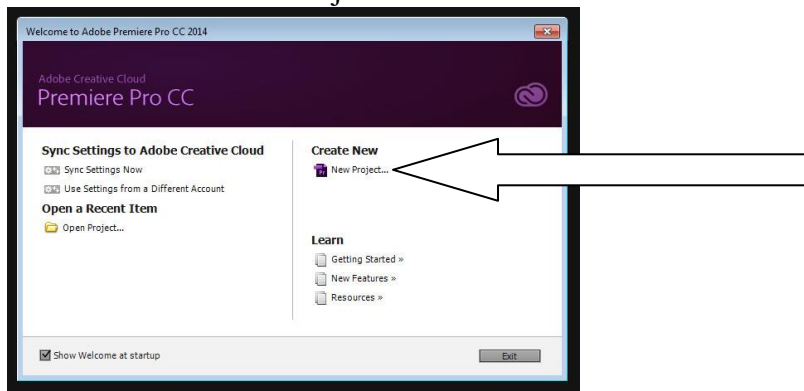 Welcome to Adobe Premiere Pro CC 2014
Adobe Creative Cloud
Premiere Pro CC
Sync Settings to Adobe Creative Cloud
Sync Settings Now
Use Settings from a Different Account
Open a Recent Item
Open Project...
Create New
New Project...
Learn
Getting Started »
New Features »
Resources »
Show Welcome at startup
Exit